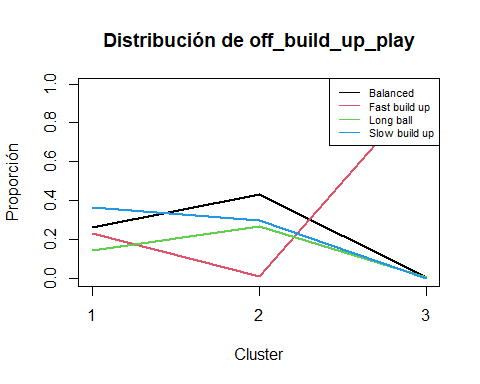 Distribución de off_build_up_play
Proporción
1.0
0.8
0.6
0.4
0.2
0.0
Balanced
Fast build up
Long ball
Slow build up
1 2 3
Cluster